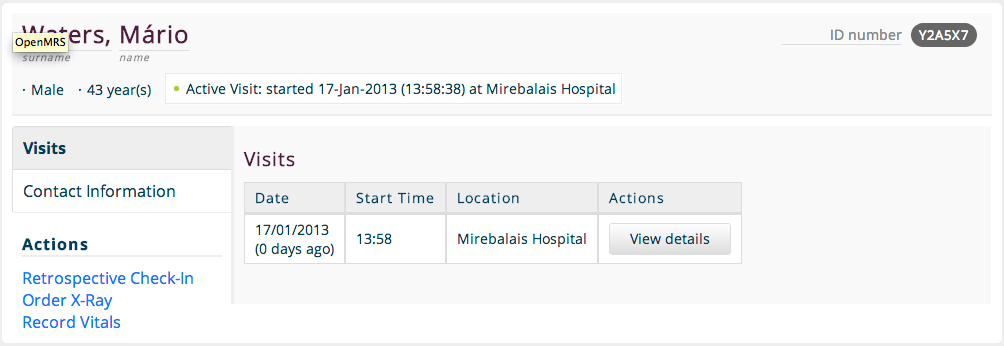 Waters, Mário
OpenMRS
surname name
ID number Y2A5X7
· Male · 43 year(s) Active Visit: started 17-Jan-2013 (13:58:38) at Mirebalais Hospital
Visits
Contact Information
Actions
Retrospective Check-In
Order X-Ray
Record Vitals
Visits
Date Start Time Location Actions
17/01/2013
(0 days ago) 13:58 Mirebalais Hospital View details